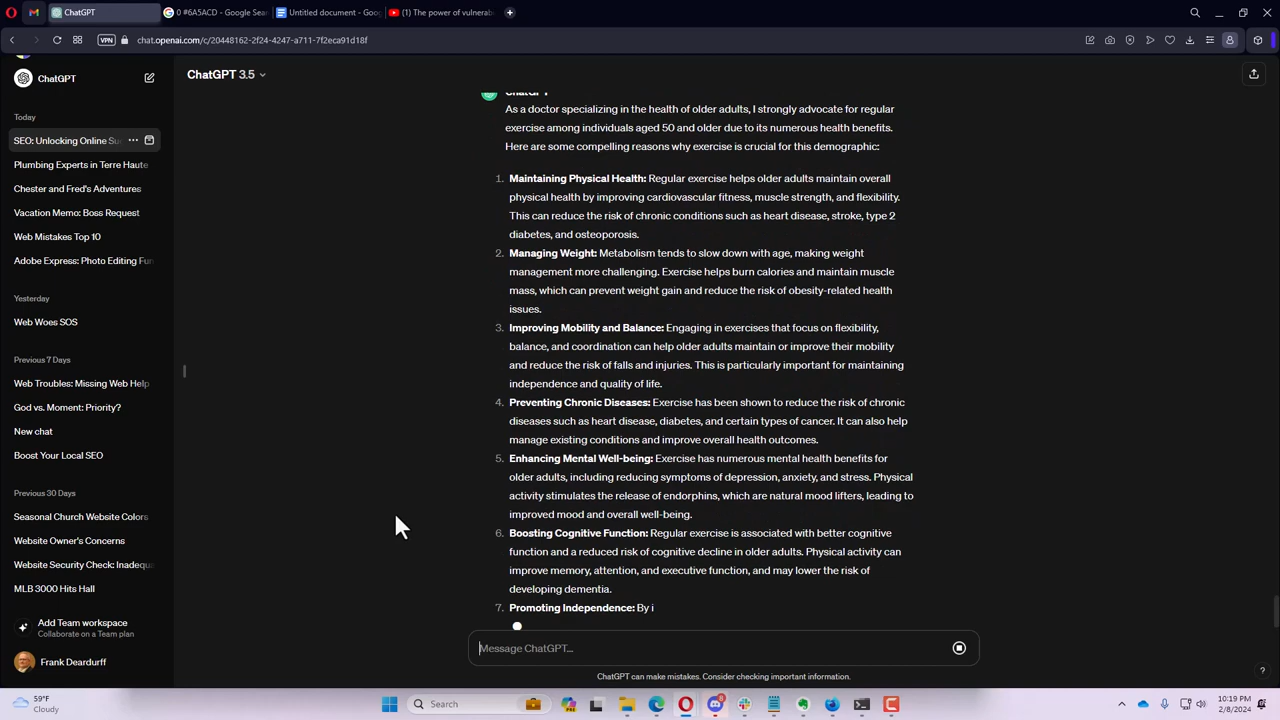 ChatGPT
0 #6A5ACD - Google Sear
Untitled document - Goog
(1) The power of vulnerab
VPN
chat.openai.com/c/20448162-2f24-4247-a711-7f2eca91d18f
ChatGPT
Today
SEO: Unlocking Online Su
Plumbing Experts in Terre Haute
Chester and Fred's Adventures
Vacation Memo: Boss Request
Web Mistakes Top 10
Adobe Express: Photo Editing Fun
Yesterday
Web Woes SOS
Previous 7 Days
Web Troubles: Missing Web Help
God vs. Moment: Priority?
New chat
Boost Your Local SEO
Previous 30 Days
Seasonal Church Website Colors
Website Owner's Concerns
Website Security Check: Inadequa
MLB 3000 Hits Hall
Add Team workspace
Collaborate on a Team plan
Frank Deardurff
ChatGPT 3.5
ChatGPT
As a doctor specializing in the health of older adults, I strongly advocate for regular
exercise among individuals aged 50 and older due to its numerous health benefits.
Here are some compelling reasons why exercise is crucial for this demographic:
1. Maintaining Physical Health: Regular exercise helps older adults maintain overall
physical health by improving cardiovascular fitness, muscle strength, and flexibility.
This can reduce the risk of chronic conditions such as heart disease, stroke, type 2
diabetes, and osteoporosis.
2. Managing Weight: Metabolism tends to slow down with age, making weight
management more challenging. Exercise helps burn calories and maintain muscle
mass, which can prevent weight gain and reduce the risk of obesity-related health
issues.
3. Improving Mobility and Balance: Engaging in exercises that focus on flexibility,
balance, and coordination can help older adults maintain or improve their mobility
and reduce the risk of falls and injuries. This is particularly important for maintaining
independence and quality of life.
4. Preventing Chronic Diseases: Exercise has been shown to reduce the risk of chronic
diseases such as heart disease, diabetes, and certain types of cancer. It can also help
manage existing conditions and improve overall health outcomes.
5. Enhancing Mental Well-being: Exercise has numerous mental health benefits for
older adults, including reducing symptoms of depression, anxiety, and stress. Physical
activity stimulates the release of endorphins, which are natural mood lifters, leading to
improved mood and overall well-being.
6. Boosting Cognitive Function: Regular exercise is associated with better cognitive
function and a reduced risk of cognitive decline in older adults. Physical activity can
improve memory, attention, and executive function, and may lower the risk of
developing dementia.
7. Promoting Independence: By i
Message ChatGPT...
ChatGPT can make mistakes. Consider checking important information.
?
59°F
Cloudy
Search
8
10:19 PM
2/8/2024